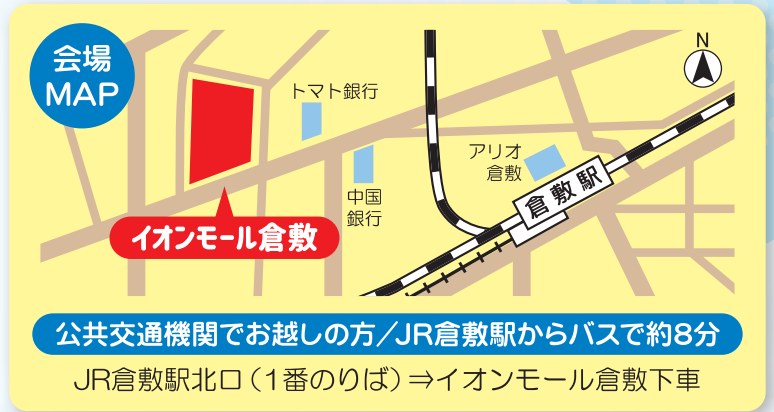 会場
MAP
N
トマト銀行
アリオ
倉敷
倉敷駅
中国
銀行
イオンモール倉敷
公共交通機関でお越しの方/JR倉敷駅からバスで約8分
JR倉敷駅北口（1番のりば）⇒イオンモール倉敷下車